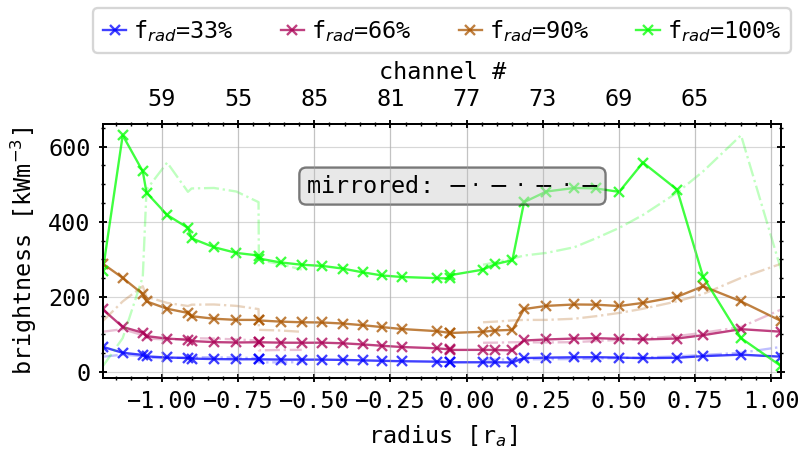 f_rad=33% f_rad=66% f_rad=90% f_rad=100%
channel #
59 55 85 81 77 73 69 65
brightness [kWm⁻³]
600
400
200
0
mirrored:
−1.00 −0.75 −0.50 −0.25 0.00 0.25 0.50 0.75 1.00
radius [r_a]